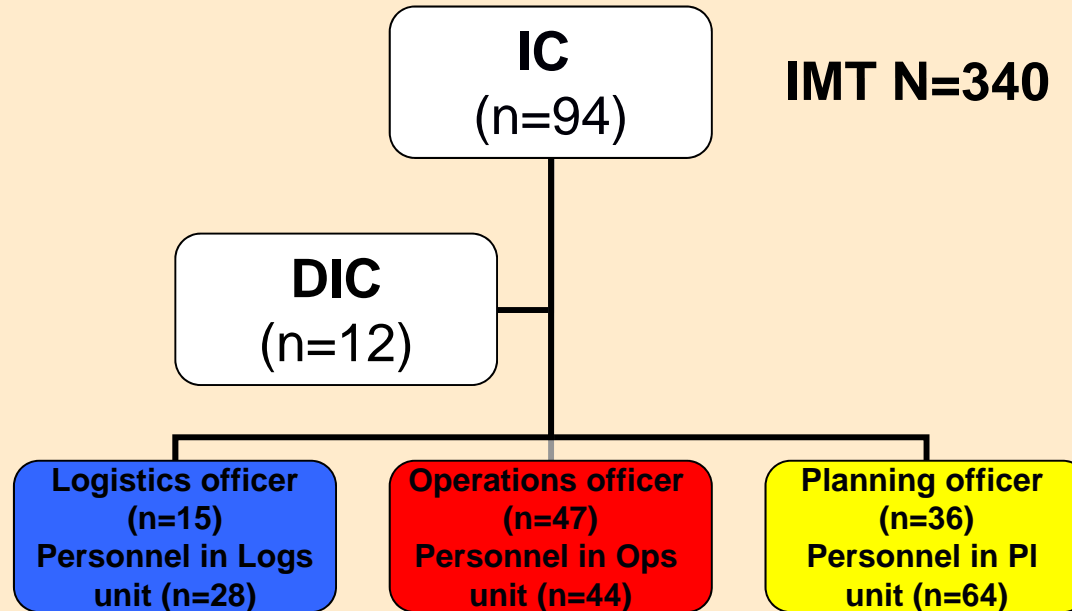 IC
(n=94)
IMT N=340
DIC
(n=12)
Logistics officer
(n=15)
Personnel in Logs
unit (n=28)
Operations officer
(n=47)
Personnel in Ops
unit (n=44)
Planning officer
(n=36)
Personnel in Pl
unit (n=64)